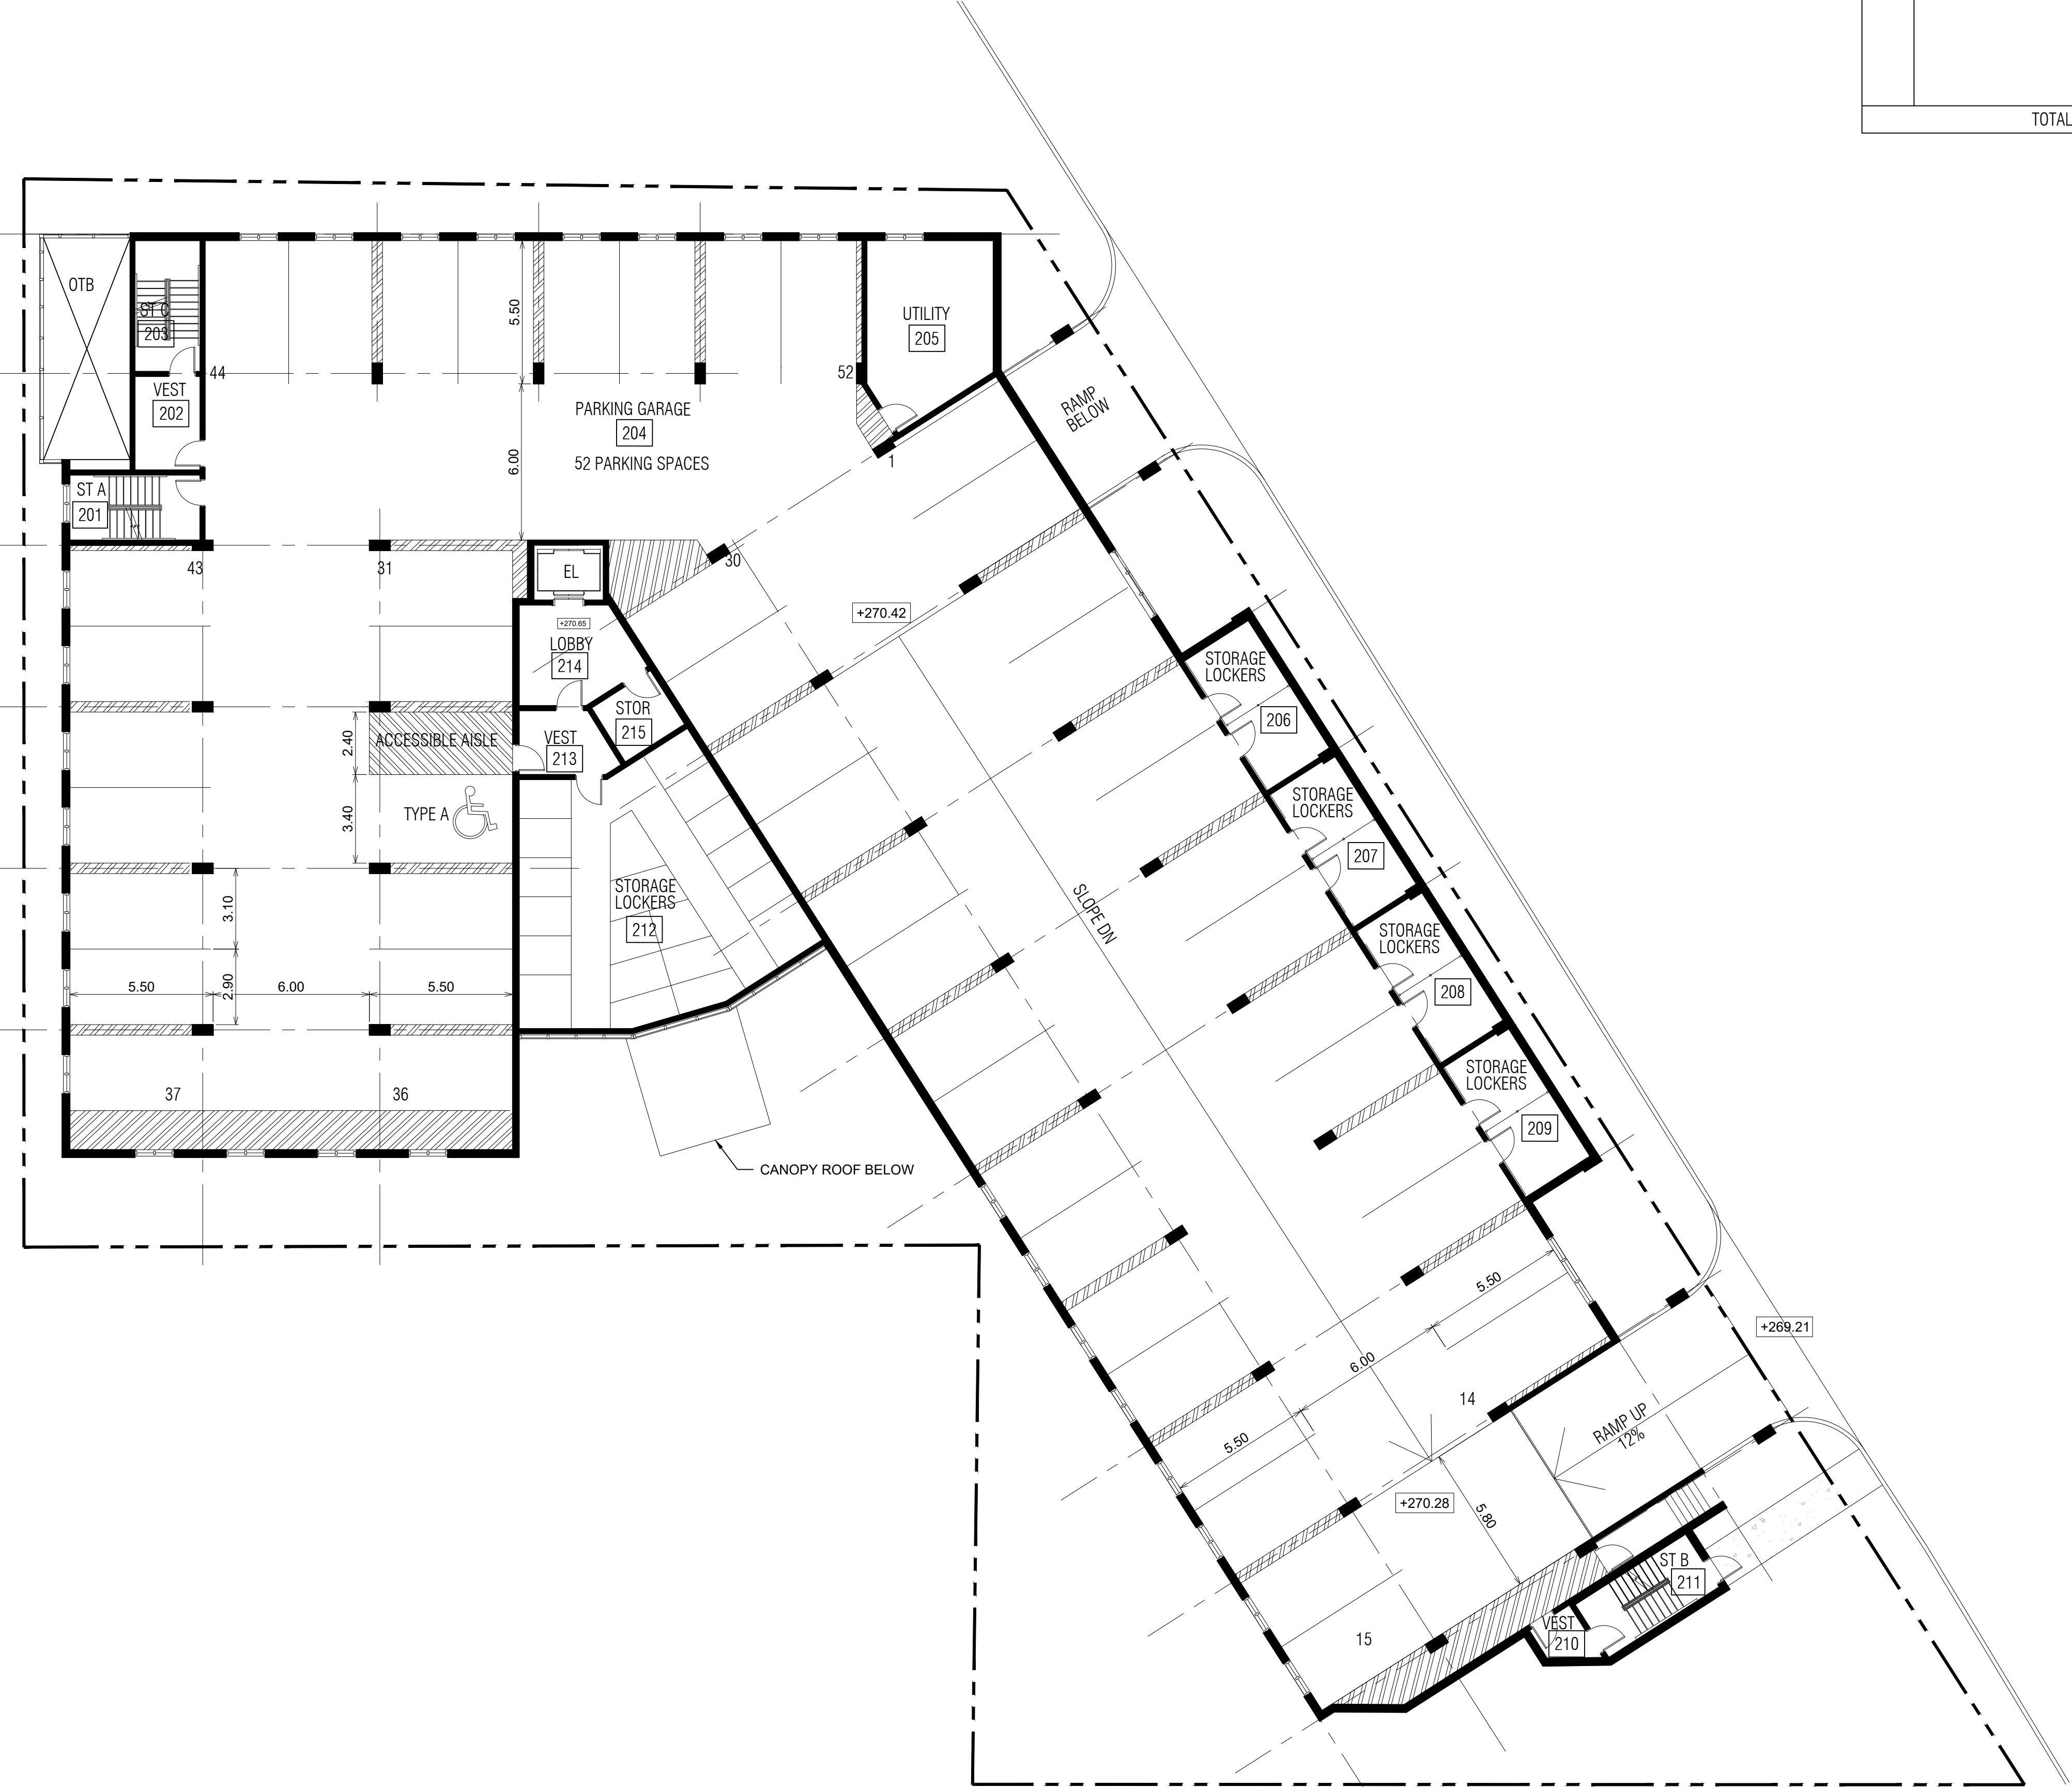 TOTAL
OTB
ST C
203
VEST
202
44
ST A
201
5.50
6.00
PARKING GARAGE
204
52 PARKING SPACES
52
UTILITY
205
1
RAMP
BELOW
43
31
EL
30
+270.65
LOBBY
214
+270.42
STOR
215
VEST
213
2.40
ACCESSIBLE AISLE
3.40
TYPE A
3.10
2.90
5.50
6.00
5.50
STORAGE
LOCKERS
212
37
36
CANOPY ROOF BELOW
SLOPE DN
STORAGE
LOCKERS
206
STORAGE
LOCKERS
207
STORAGE
LOCKERS
208
STORAGE
LOCKERS
209
5.50
6.00
5.50
14
+269.21
RAMP UP
12%
+270.28
5.80
ST B
211
VEST
210
15